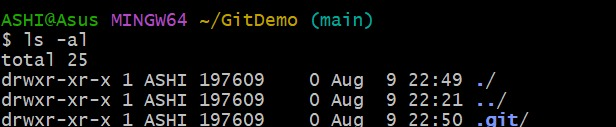 ASHI@Asus MINGW64 ~/GitDemo (main)
$ ls -al
total 25
drwxr-xr-x 1 ASHI 197609    0 Aug  9 22:49 ./
drwxr-xr-x 1 ASHI 197609    0 Aug  9 22:21 ../
drwxr-xr-x 1 ASHI 197609    0 Aug  9 22:50 .git/